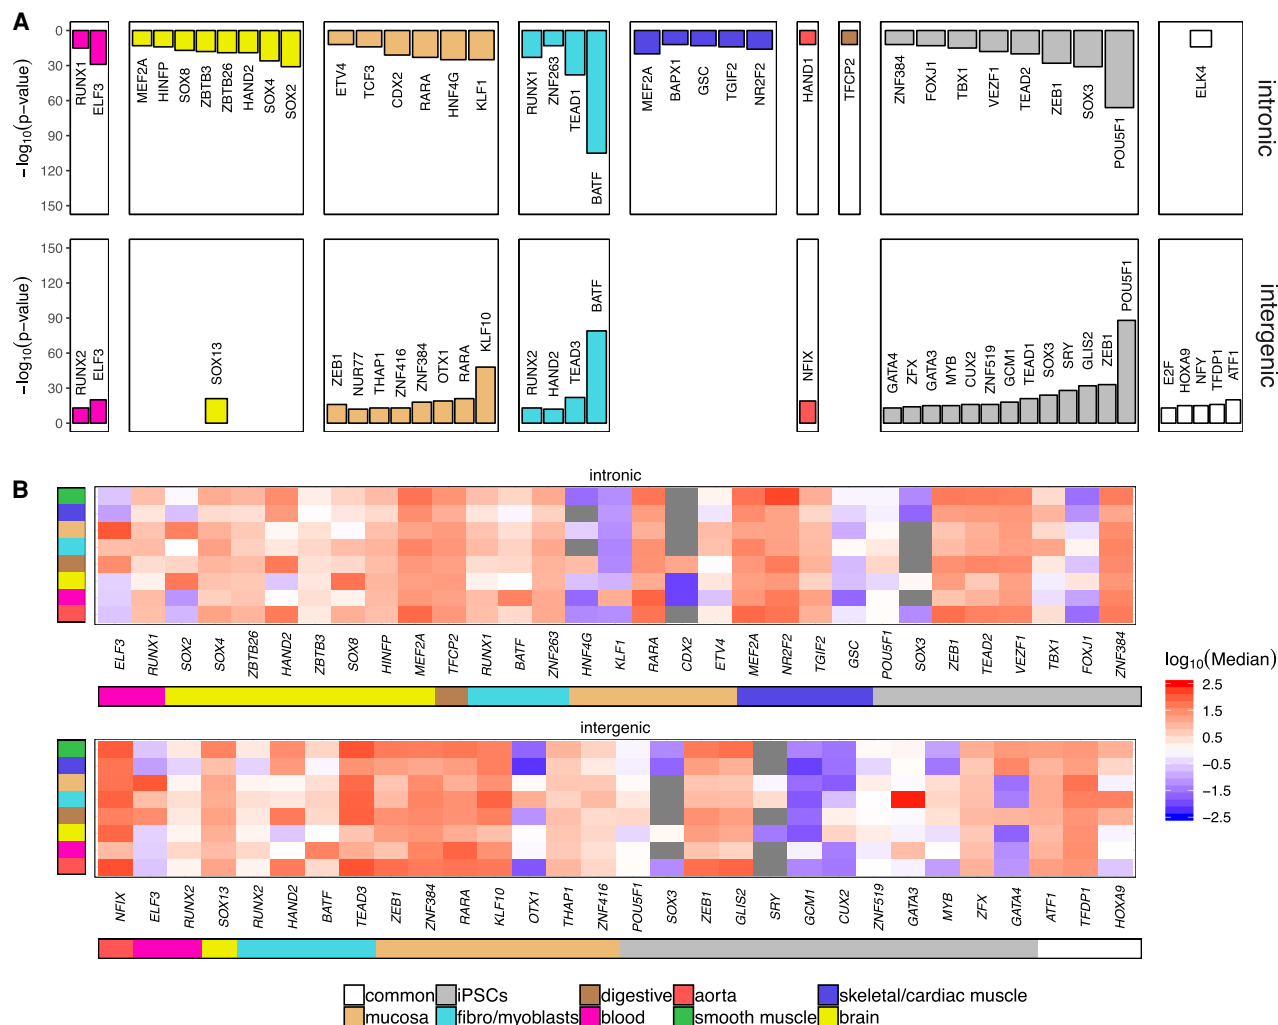 A
−log10(p−value)
0
30
60
90
120
150
RUNX1
ELF3
MEF2A
HINFP
SOX8
ZBTB3
ZBTB26
HAND2
SOX4
SOX2
ETV4
TCF3
CDX2
RARA
HNF4G
KLF1
RUNX1
ZNF263
TEAD1
BATF
MEF2A
BAPX1
GSC
TGIF2
NR2F2
HAND1
TFCP2
ZNF384
FOXJ1
TBX1
VEZF1
TEAD2
ZEB1
SOX3
POU5F1
ELK4
intronic
−log10(p−value)
150
120
90
60
30
0
RUNX2
ELF3
SOX13
ZEB1
NUR77
THAP1
ZNF416
ZNF384
OTX1
RARA
KLF10
RUNX2
HAND2
TEAD3
BATF
NFIX
GATA4
ZFX
GATA3
MYB
CUX2
ZNF519
GCM1
TEAD1
SOX3
SRY
GLIS2
ZEB1
POU5F1
E2F
HOXA9
NFY
TFDP1
ATF1
intergenic
B
intronic
ELF3
RUNX1
SOX2
SOX4
ZBTB26
HAND2
ZBTB3
SOX8
HINFP
MEF2A
TFCP2
RUNX1
BATF
ZNF263
HNF4G
KLF1
RARA
CDX2
ETV4
MEF2A
NR2F2
TGIF2
GSC
POU5F1
SOX3
ZEB1
TEAD2
VEZF1
TBX1
FOXJ1
ZNF384
intergenic
NFIX
ELF3
RUNX2
SOX13
RUNX2
HAND2
BATF
TEAD3
ZEB1
ZNF384
RARA
KLF10
OTX1
THAP1
ZNF416
POU5F1
SOX3
ZEB1
GLIS2
SRY
GCM1
CUX2
ZNF519
GATA3
MYB
ZFX
GATA4
ATF1
TFDP1
HOXA9
log10(Median)
2.5
1.5
0.5
−0.5
−1.5
−2.5
common iPSCs digestive aorta skeletal/cardiac muscle
mucosa fibro/myoblasts blood smooth muscle brain